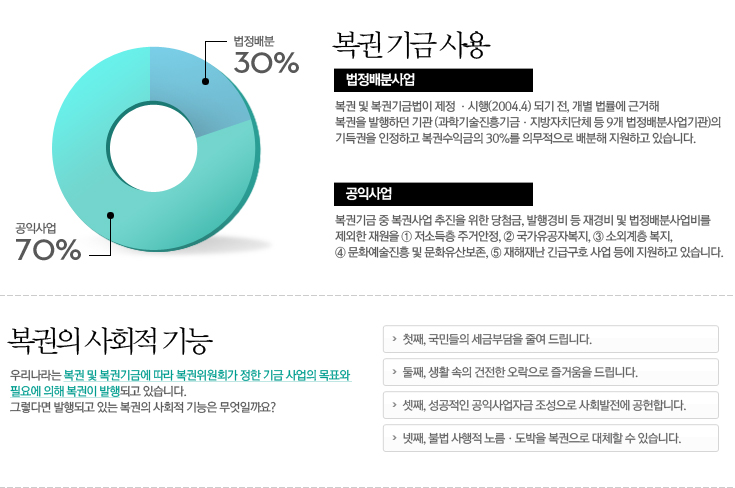 법정배분
30%
공익사업
70%
복권 기금 사용
법정배분사업
복권 및 복권기금법이 제정 · 시행(2004.4) 되기 전, 개별 법률에 근거해
복권을 발행하던 기관 (과학기술진흥기금 · 지방자치단체 등 9개 법정배분사업기관)의
기득권을 인정하고 복권수익금의 30%를 의무적으로 배분해 지원하고 있습니다.
공익사업
복권기금 중 복권사업 추진을 위한 당첨금, 발행경비 등 제경비 및 법정배분사업비를
제외한 재원을 ① 저소득층 주거안정, ② 국가유공자복지, ③ 소외계층 복지,
④ 문화예술진흥 및 문화유산보존, ⑤ 재해재난 긴급구호 사업 등에 지원하고 있습니다.
복권의 사회적 기능
우리나라는 복권 및 복권기금에 따라 복권위원회가 정한 기금 사업의 목표와
필요에 의해 복권이 발행되고 있습니다.
그렇다면 발행되고 있는 복권의 사회적 기능은 무엇일까요?
> 첫째, 국민들의 세금부담을 줄여 드립니다.
> 둘째, 생활 속의 건전한 오락으로 즐거움을 드립니다.
> 셋째, 성공적인 공익사업자금 조성으로 사회발전에 공헌합니다.
> 넷째, 불법 사행적 노름 · 도박을 복권으로 대체할 수 있습니다.